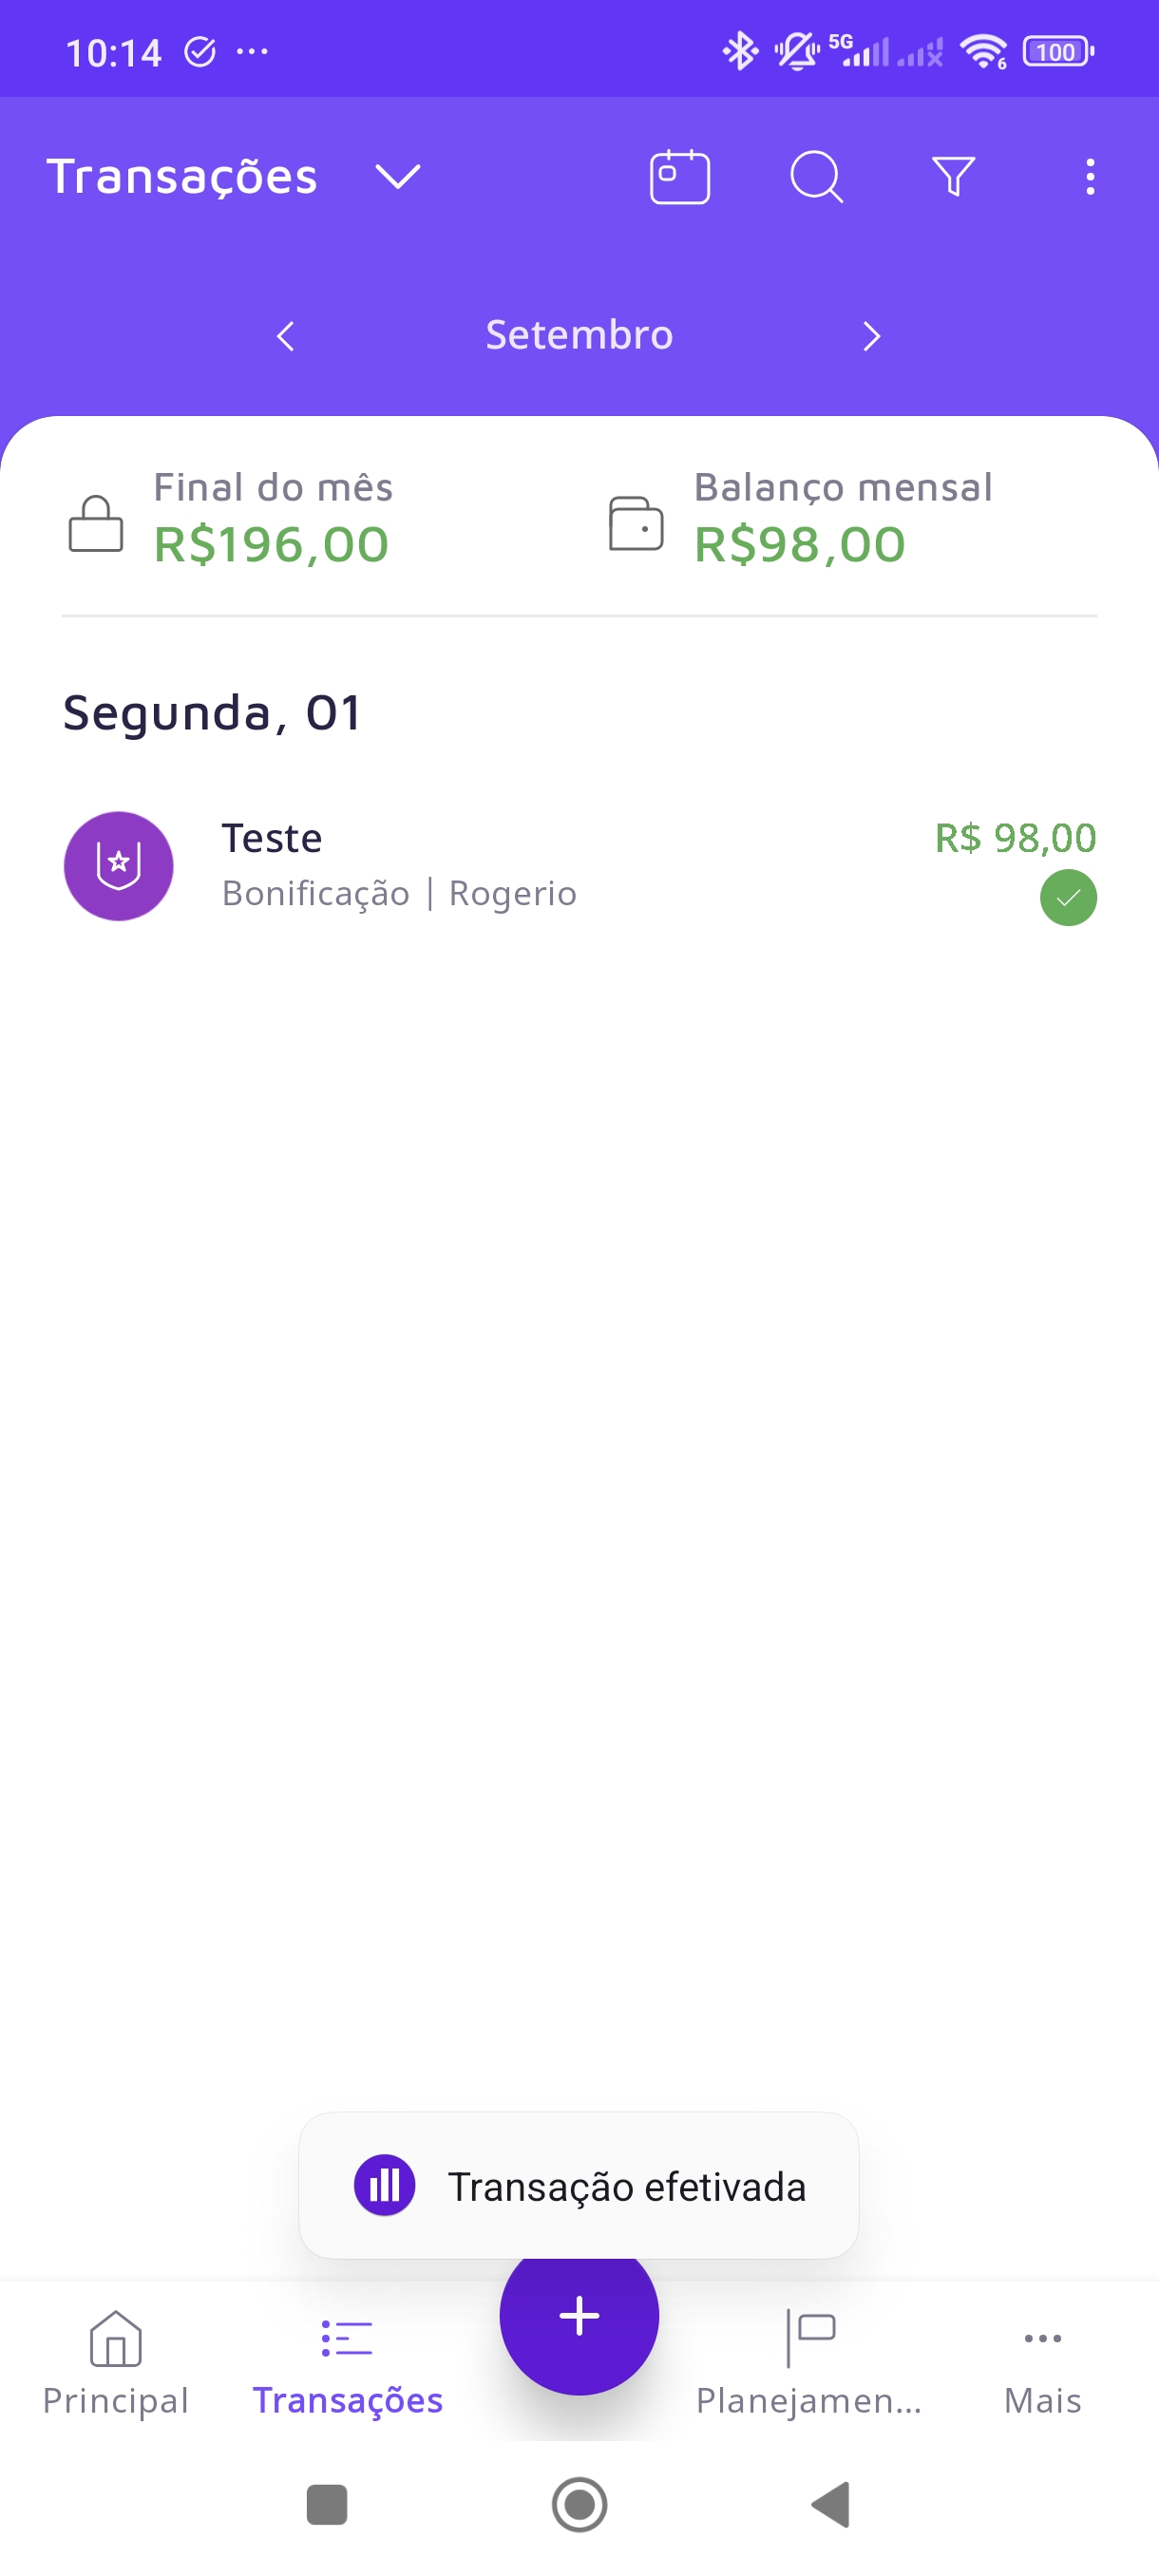 10:14
5G
6
100
Transações
Setembro
Final do mês
R$196,00
Balanço mensal
R$98,00
Segunda, 01
Teste
R$ 98,00
Bonificação | Rogerio
Transação efetivada
Principal
Transações
Planejamen...
Mais